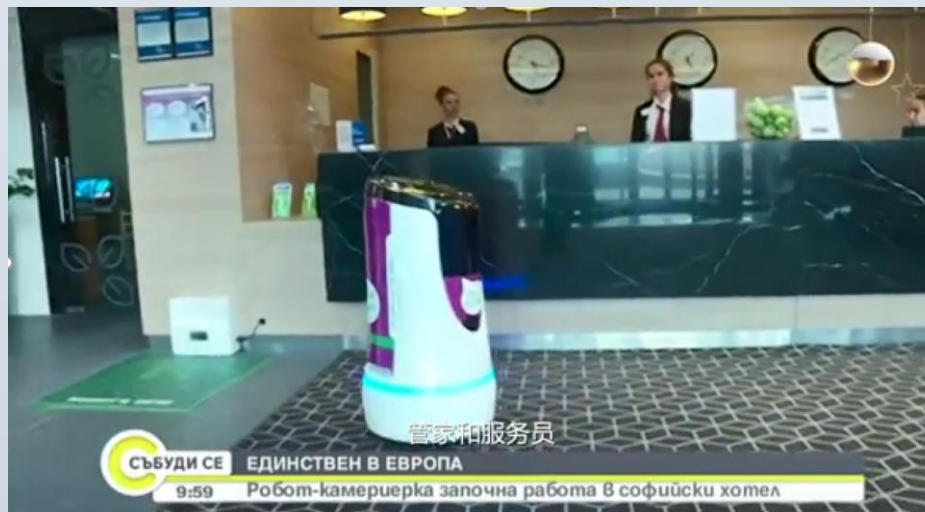 管家和服务员
СЪБУДИ СЕ
ЕДИНСТВЕН В ЕВРОПА
9:59
Робот-камериерка започна работа в софийски хотел